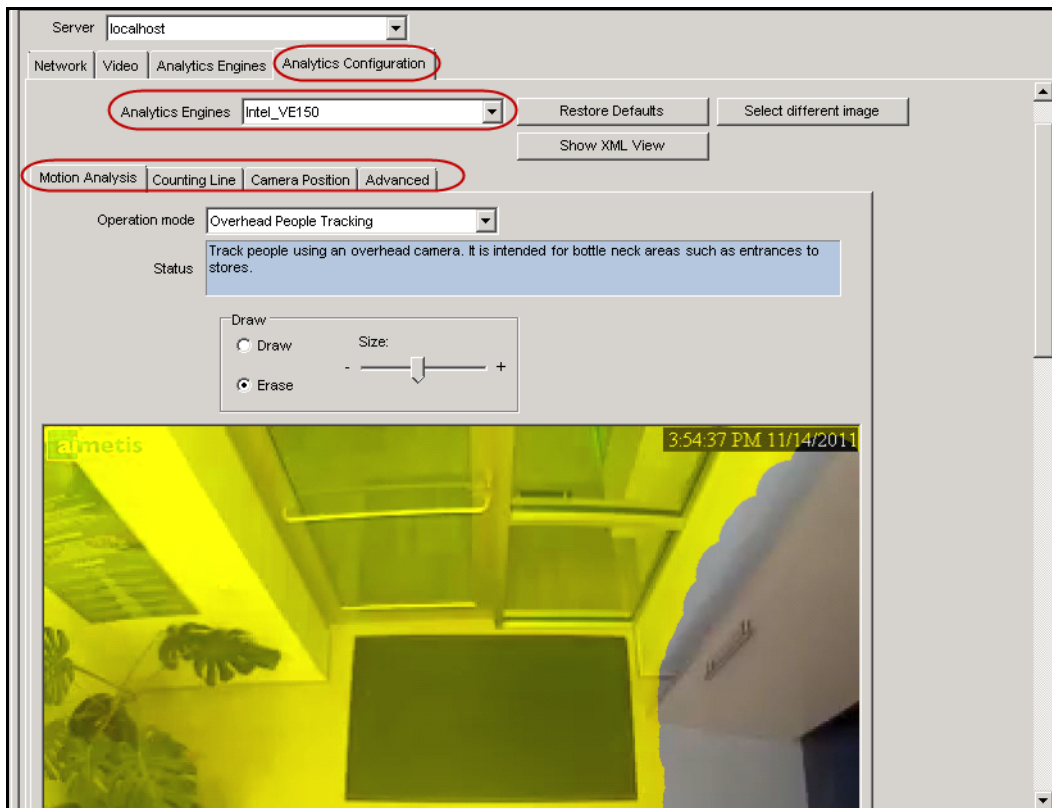 Server localhost
Network Video Analytics Engines Analytics Configuration
Analytics Engines Intel_VE150 Restore Defaults Select different image
Show XML View
Motion Analysis Counting Line Camera Position Advanced
Operation mode Overhead People Tracking
Status Track people using an overhead camera. It is intended for bottle neck areas such as entrances to
stores.
Draw
Draw Size:
- +
Erase
aimetis 3:54:37 PM 11/14/2011